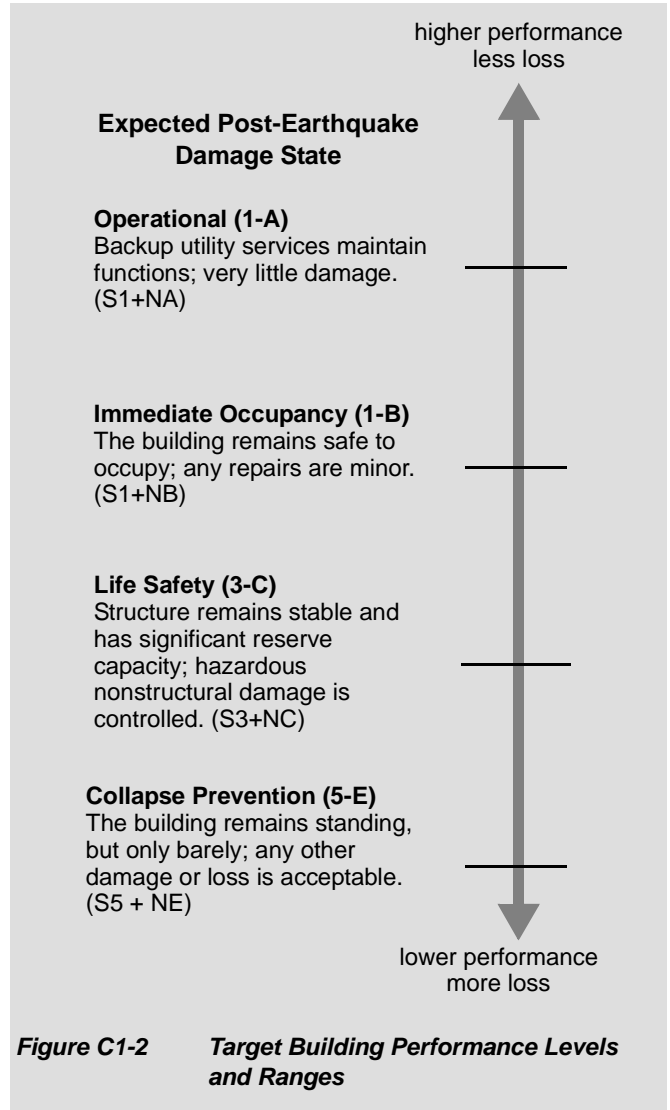 higher performance
less loss
Expected Post-Earthquake
Damage State
Operational (1-A)
Backup utility services maintain
functions; very little damage.
(S1+NA)
Immediate Occupancy (1-B)
The building remains safe to
occupy; any repairs are minor.
(S1+NB)
Life Safety (3-C)
Structure remains stable and
has significant reserve
capacity; hazardous
nonstructural damage is
controlled. (S3+NC)
Collapse Prevention (5-E)
The building remains standing,
but only barely; any other
damage or loss is acceptable.
(S5 + NE)
lower performance
more loss
Figure C1-2 Target Building Performance Levels
and Ranges